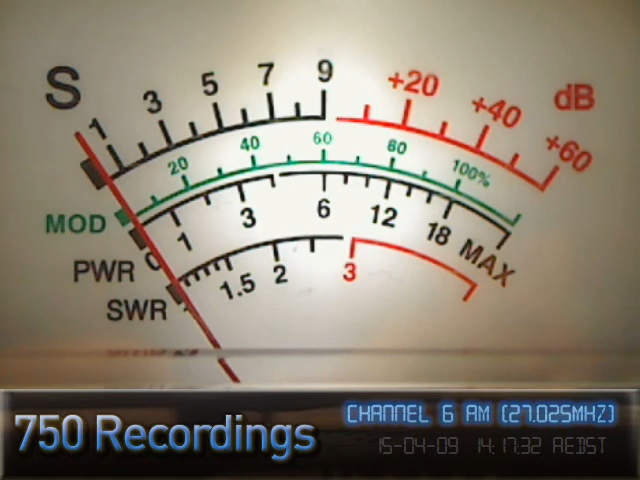 S 1 3 5 7 9 +20 +40 +60 dB
20 40 60 80 100%
MOD
0 1 3 6 12 18 MAX
PWR
1 1.5 2 3
SWR
750 Recordings
CHANNEL 6 AM (27.025MHZ)
15-04-09 14:17:32 AEDST